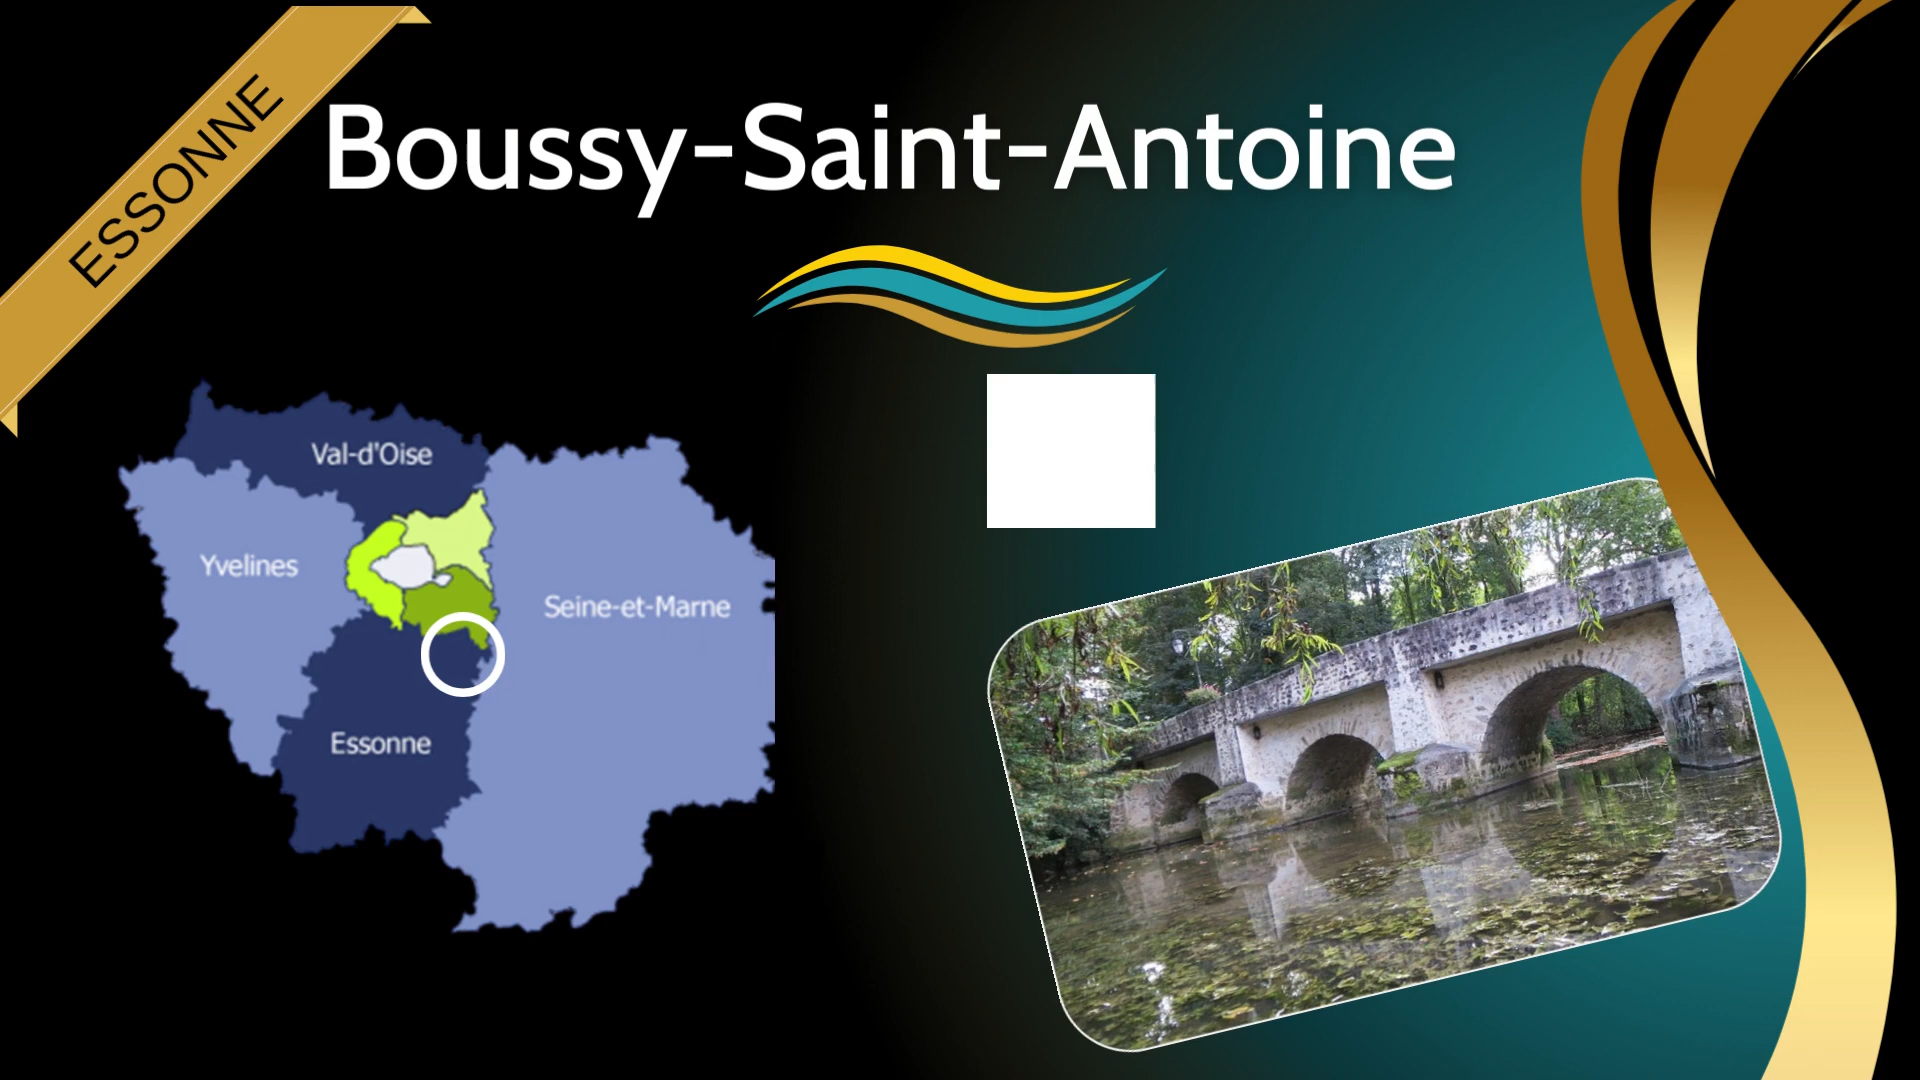 ESSONNE
Boussy-Saint-Antoine
Val-d'Oise
Yvelines
Seine-et-Marne
Essonne